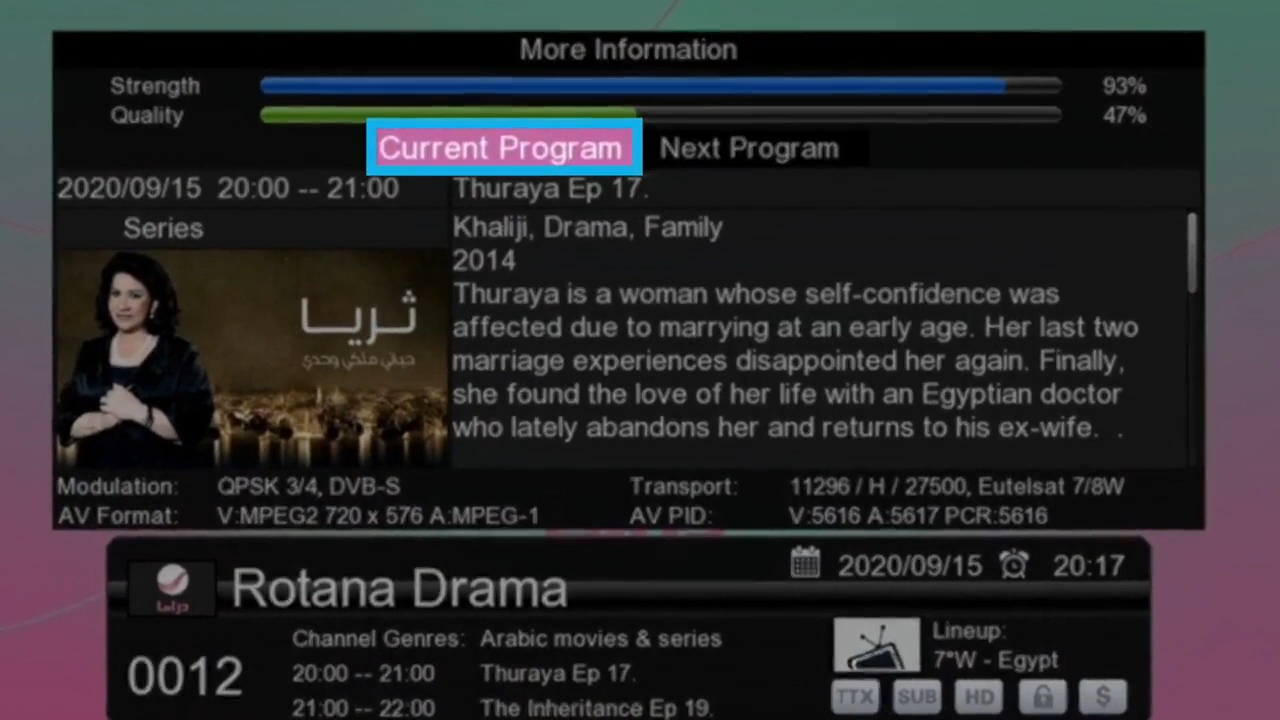 More Information
Strength 93%
Quality 47%
Current Program Next Program
2020/09/15 20:00 -- 21:00 Thuraya Ep 17.
Series
Khaliji, Drama, Family
2014
Thuraya is a woman whose self-confidence was
affected due to marrying at an early age. Her last two
marriage experiences disappointed her again. Finally,
she found the love of her life with an Egyptian doctor
who lately abandons her and returns to his ex-wife. .
ثريا
حياتي ملكي وحدي
Modulation: QPSK 3/4, DVB-S Transport: 11296 / H / 27500, Eutelsat 7/8W
AV Format: V:MPEG2 720 x 576 A:MPEG-1 AV PID: V:5616 A:5617 PCR:5616
2020/09/15 20:17
دراما
Rotana Drama
0012
Channel Genres: Arabic movies & series
20:00 -- 21:00 Thuraya Ep 17.
21:00 -- 22:00 The Inheritance Ep 19.
Lineup:
7°W - Egypt
TTX SUB HD $